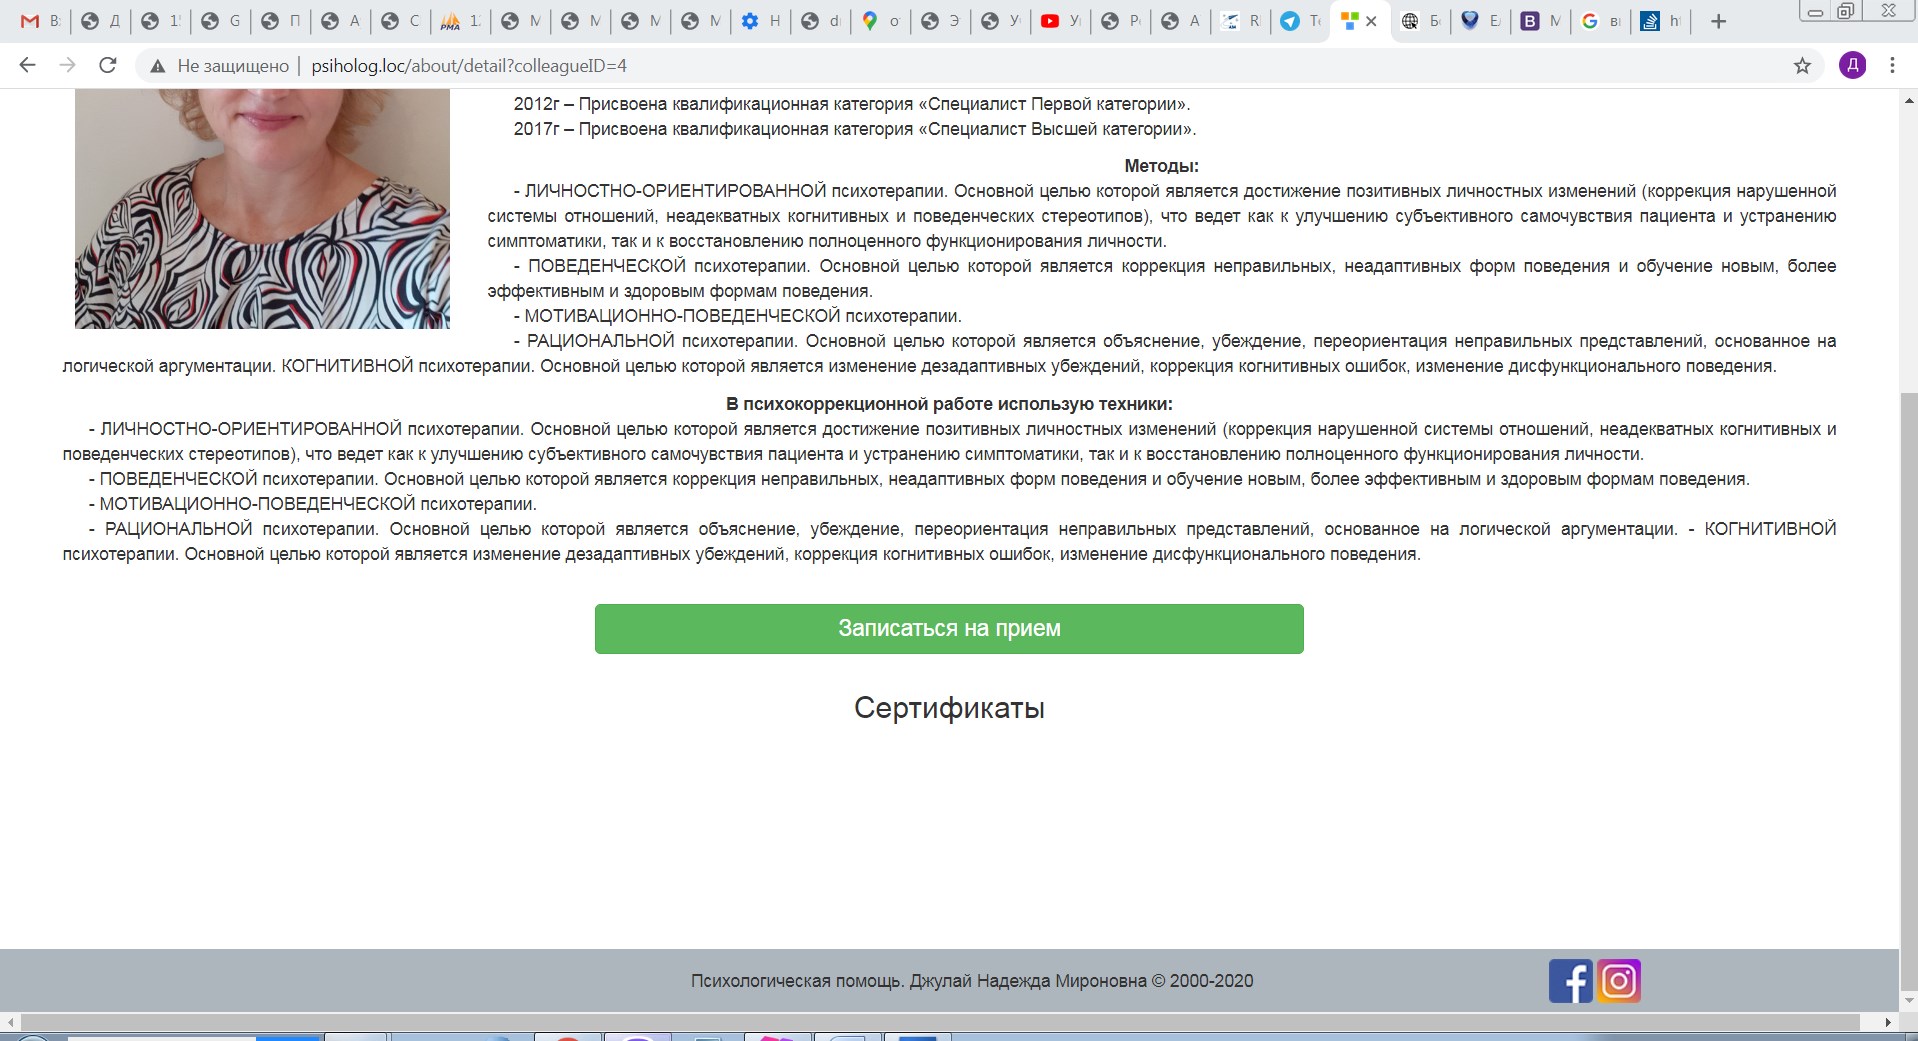 Не защищено | psiholog.loc/about/detail?colleagueID=4
Д
2012г – Присвоена квалификационная категория «Специалист Первой категории».
2017г – Присвоена квалификационная категория «Специалист Высшей категории».
Методы:
- ЛИЧНОСТНО-ОРИЕНТИРОВАННОЙ психотерапии. Основной целью которой является достижение позитивных личностных изменений (коррекция нарушенной
системы отношений, неадекватных когнитивных и поведенческих стереотипов), что ведет как к улучшению субъективного самочувствия пациента и устранению
симптоматики, так и к восстановлению полноценного функционирования личности.
- ПОВЕДЕНЧЕСКОЙ психотерапии. Основной целью которой является коррекция неправильных, неадаптивных форм поведения и обучение новым, более
эффективным и здоровым формам поведения.
- МОТИВАЦИОННО-ПОВЕДЕНЧЕСКОЙ психотерапии.
- РАЦИОНАЛЬНОЙ психотерапии. Основной целью которой является объяснение, убеждение, переориентация неправильных представлений, основанное на
логической аргументации. КОГНИТИВНОЙ психотерапии. Основной целью которой является изменение дезадаптивных убеждений, коррекция когнитивных ошибок, изменение дисфункционального поведения.
В психокоррекционной работе использую техники:
- ЛИЧНОСТНО-ОРИЕНТИРОВАННОЙ психотерапии. Основной целью которой является достижение позитивных личностных изменений (коррекция нарушенной системы отношений, неадекватных когнитивных и
поведенческих стереотипов), что ведет как к улучшению субъективного самочувствия пациента и устранению симптоматики, так и к восстановлению полноценного функционирования личности.
- ПОВЕДЕНЧЕСКОЙ психотерапии. Основной целью которой является коррекция неправильных, неадаптивных форм поведения и обучение новым, более эффективным и здоровым формам поведения.
- МОТИВАЦИОННО-ПОВЕДЕНЧЕСКОЙ психотерапии.
- РАЦИОНАЛЬНОЙ психотерапии. Основной целью которой является объяснение, убеждение, переориентация неправильных представлений, основанное на логической аргументации. - КОГНИТИВНОЙ
психотерапии. Основной целью которой является изменение дезадаптивных убеждений, коррекция когнитивных ошибок, изменение дисфункционального поведения.
Записаться на прием
Сертификаты
Психологическая помощь. Джулай Надежда Мироновна © 2000-2020